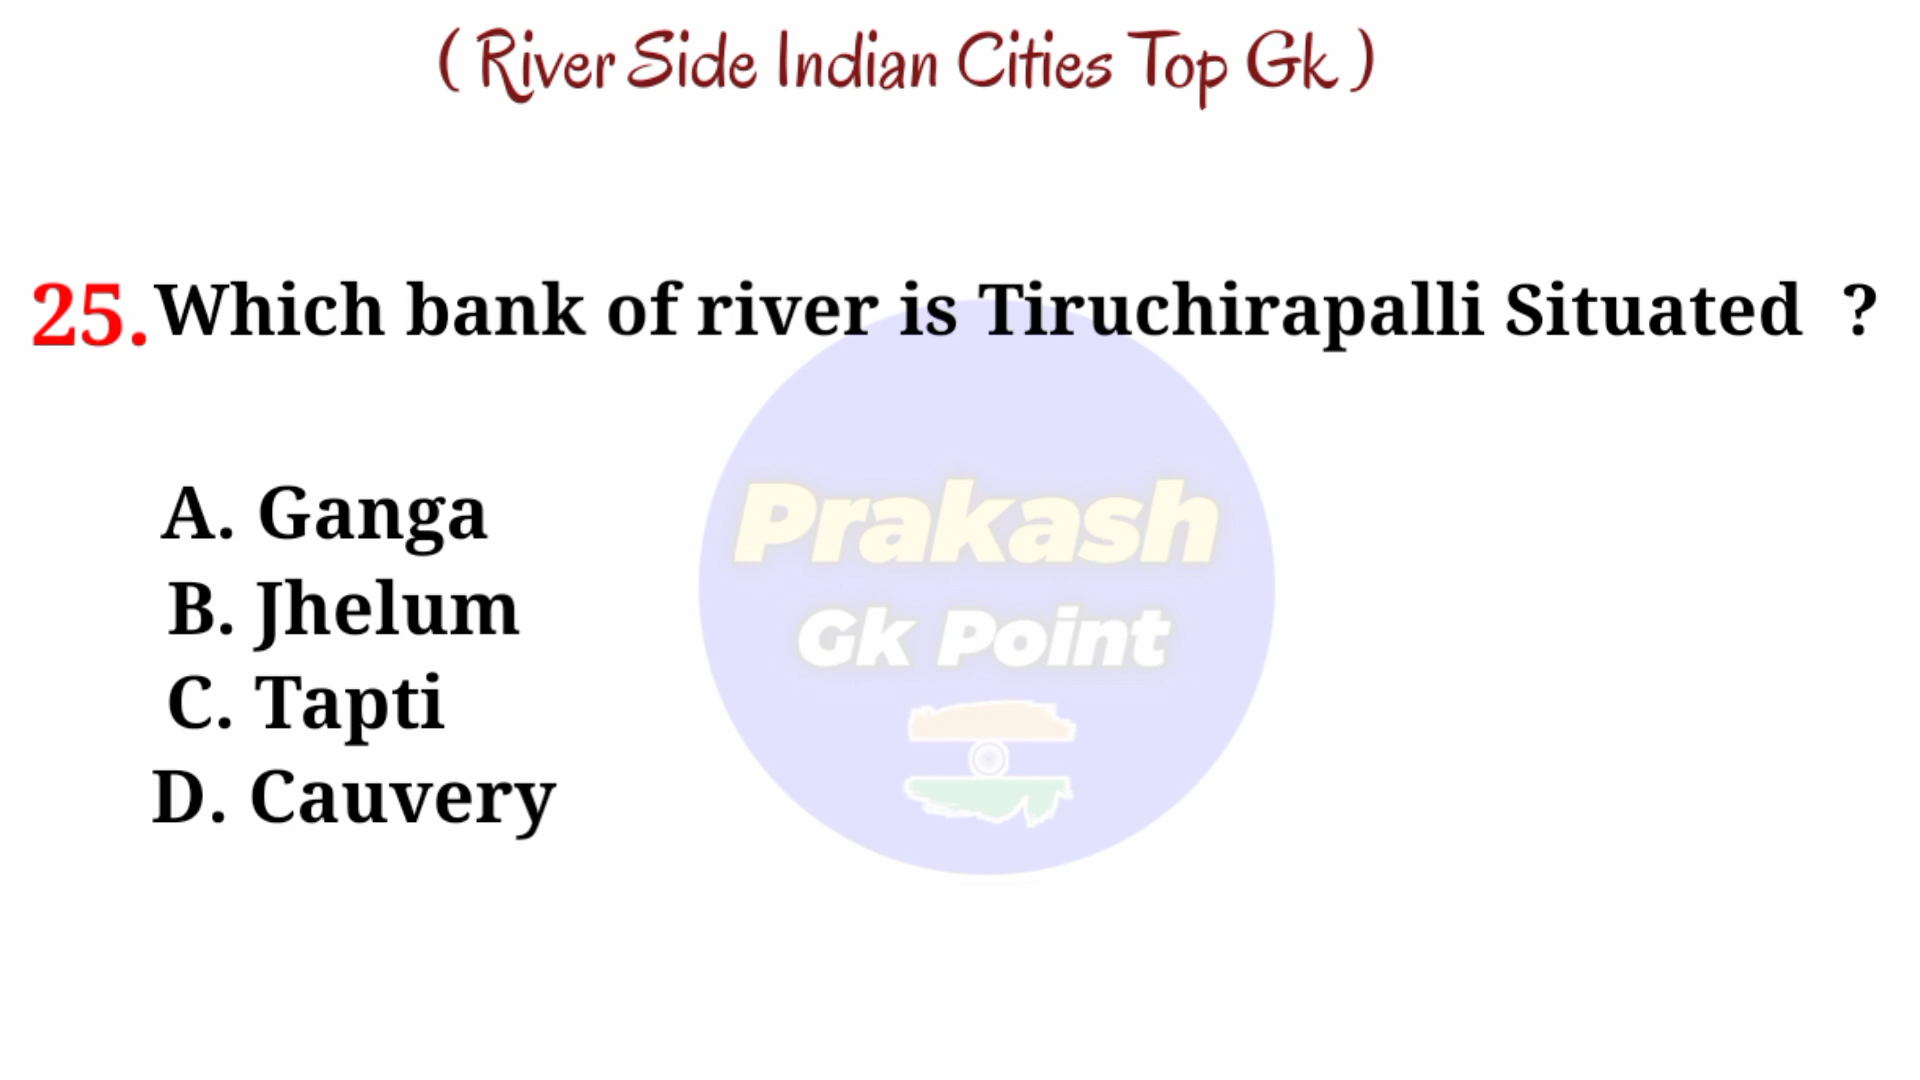 ( River Side Indian Cities Top Gk )
25. Which bank of river is Tiruchirapalli Situated ?
A. Ganga
B. Jhelum
C. Tapti
D. Cauvery
Prakash
Gk Point